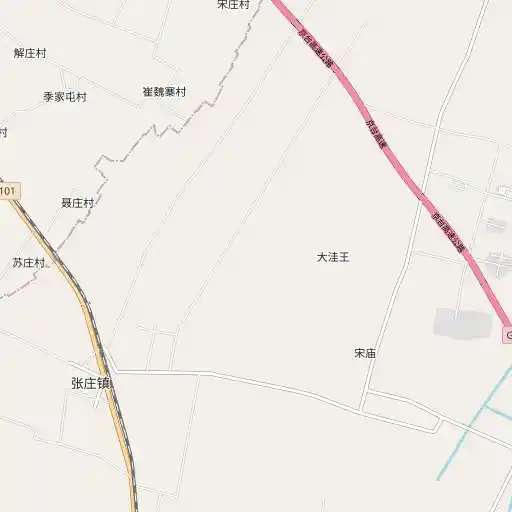 宋庄村
京台高速公路
解庄村
崔魏寨村
季家屯村
京台高速
村
101
聂庄村
京台高速公路
大洼王
苏庄村
G
宋庙
张庄镇